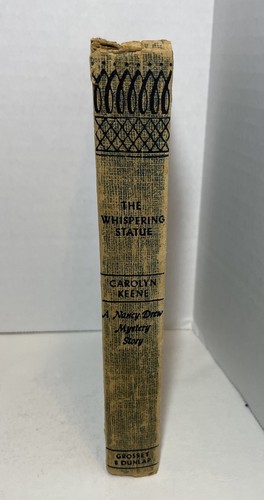 THE
WHISPERING
STATUE
CAROLYN
KEENE
A Nancy Drew
Mystery
Story
GROSSET
& DUNLAP